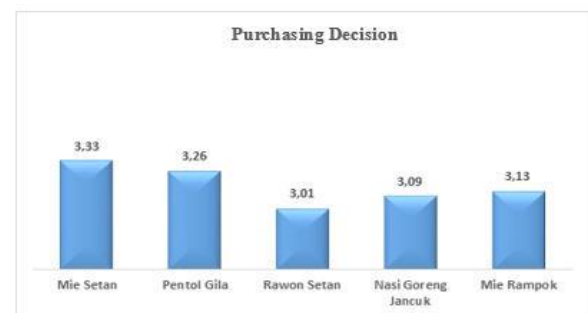 Purchasing Decision
3,33
3,26
3,01
3,09
3,13
Mie Setan
Pentol Gila
Rawon Setan
Nasi Goreng
Jancuk
Mie Rampok